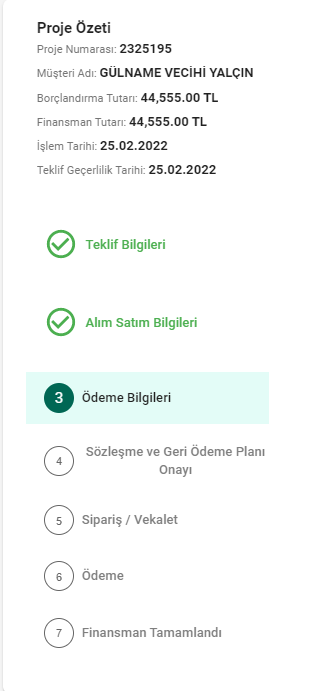 Proje Özeti
Proje Numarası: 2325195
Müşteri Adı: GÜLNAME VECİHİ YALÇIN
Borçlandırma Tutarı: 44,555.00 TL
Finansman Tutarı: 44,555.00 TL
İşlem Tarihi: 25.02.2022
Teklif Geçerlilik Tarihi: 25.02.2022
Teklif Bilgileri
Alım Satım Bilgileri
3 Ödeme Bilgileri
4 Sözleşme ve Geri Ödeme Planı
Onayı
5 Sipariş / Vekalet
6 Ödeme
7 Finansman Tamamlandı